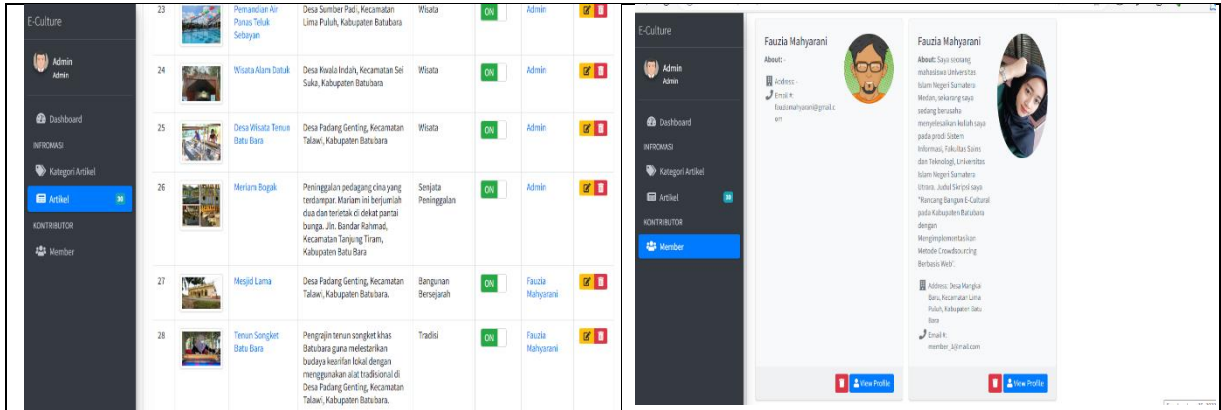 E-Culture
Admin
Admin
Dashboard
INFROMASI
Kategori Artikel
Artikel 30
KONTRIBUTOR
Member
23 Pemandian Air Desa Sumber Padi, Kecamatan Wisata ON Admin
Panas Teluk Lima Puluh, Kabupaten Batubara
Sebayan
24 Wisata Alam Datuk Desa Kwala Indah, Kecamatan Sei Wisata ON Admin
Suka, Kabupaten Batubara
25 Desa Wisata Tenun Desa Padang Genting, Kecamatan Wisata ON Admin
Batu Bara Talawi, Kabupaten Batubara
26 Meriam Bogak Peninggalan pedagang cina yang Senjata ON Admin
terdampar. Mariam ini berjumlah Peninggalan
dua dan terletak di dekat pantai
bunga. Jln. Bandar Rahmad,
Kecamatan Tanjung Tiram,
Kabupaten Batu Bara
27 Mesjid Lama Desa Padang Genting, Kecamatan Bangunan ON Fauzia
Talawi, Kabupaten Batubara. Bersejarah Mahyarani
28 Tenun Songket Pengrajin tenun songket khas Tradisi ON Fauzia
Batu Bara Batubara guna melestarikan Mahyarani
budaya kearifan lokal dengan
menggunakan alat tradisional di
Desa Padang Genting, Kecamatan
Talawi, Kabupaten Batubara.
E-Culture
Admin
Admin
Dashboard
INFROMASI
Kategori Artikel
Artikel 30
KONTRIBUTOR
Member
Fauzia Mahyarani
About: -
Address: -
Email #:
Fauzia Mahyarani
About: Saya seorang
mahasiswa Universitas
Islam Negeri Sumatera
Medan, sekarang saya
sedang berusaha
menyelesaikan kuliah saya
pada prodi Sistem
Informasi, Fakultas Sains
dan Teknologi, Universitas
Islam Negeri Sumatera
Utara. Judul Skripsi saya
"Rancang Bangun E-Cultural
pada Kabupaten Batubara
dengan
Mengimplementasikan
Metode Crowdsourcing
Berbasis Web".
Address: Desa Mangkai
Baru, Kecamatan Lima
Puluh, Kabupaten Batu
Bara
Email #:
View Profile
View Profile